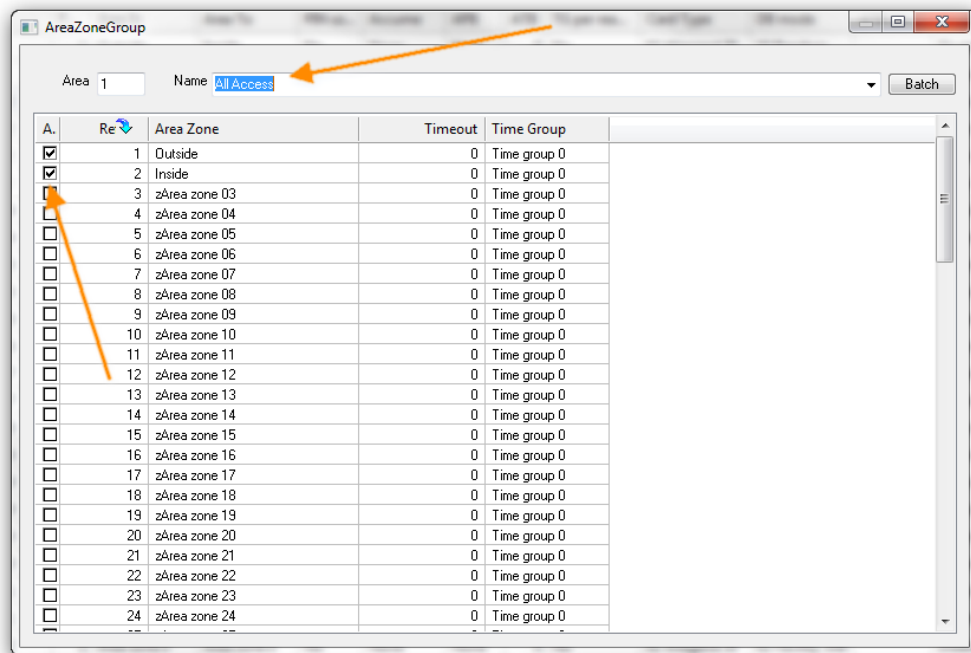 AreaZoneGroup
Area 1 Name All Access Batch
A. Re Area Zone Timeout Time Group
1 Outside 0 Time group 0
2 Inside 0 Time group 0
3 zArea zone 03 0 Time group 0
4 zArea zone 04 0 Time group 0
5 zArea zone 05 0 Time group 0
6 zArea zone 06 0 Time group 0
7 zArea zone 07 0 Time group 0
8 zArea zone 08 0 Time group 0
9 zArea zone 09 0 Time group 0
10 zArea zone 10 0 Time group 0
11 zArea zone 11 0 Time group 0
12 zArea zone 12 0 Time group 0
13 zArea zone 13 0 Time group 0
14 zArea zone 14 0 Time group 0
15 zArea zone 15 0 Time group 0
16 zArea zone 16 0 Time group 0
17 zArea zone 17 0 Time group 0
18 zArea zone 18 0 Time group 0
19 zArea zone 19 0 Time group 0
20 zArea zone 20 0 Time group 0
21 zArea zone 21 0 Time group 0
22 zArea zone 22 0 Time group 0
23 zArea zone 23 0 Time group 0
24 zArea zone 24 0 Time group 0